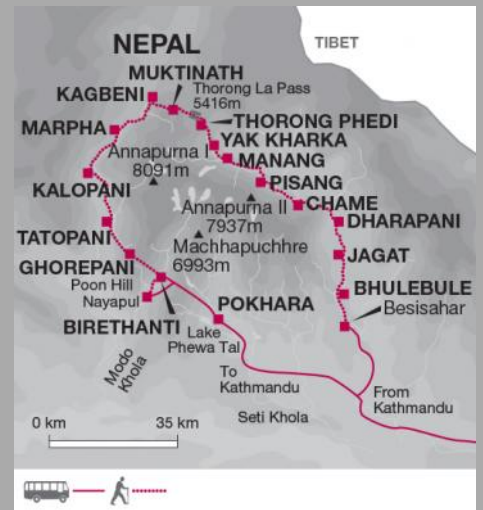 NEPAL
TIBET
MUKTINATH
Thorong La Pass
5416m
KAGBENI
THORONG PHEDI
MARPHA
YAK KHARKA
Annapurna I
8091m
MANANG
PISANG
KALOPANI
Annapurna II
7937m
CHAME
DHARAPANI
TATOPANI
Machhapuchhre
6993m
JAGAT
GHOREPANI
Poon Hill
Nayapul
BHULEBULE
POKHARA
Besisahar
BIRETHANTI
Lake
Phewa Tal
Modo
Khola
To
Kathmandu
From
Kathmandu
Seti Khola
0 km
35 km